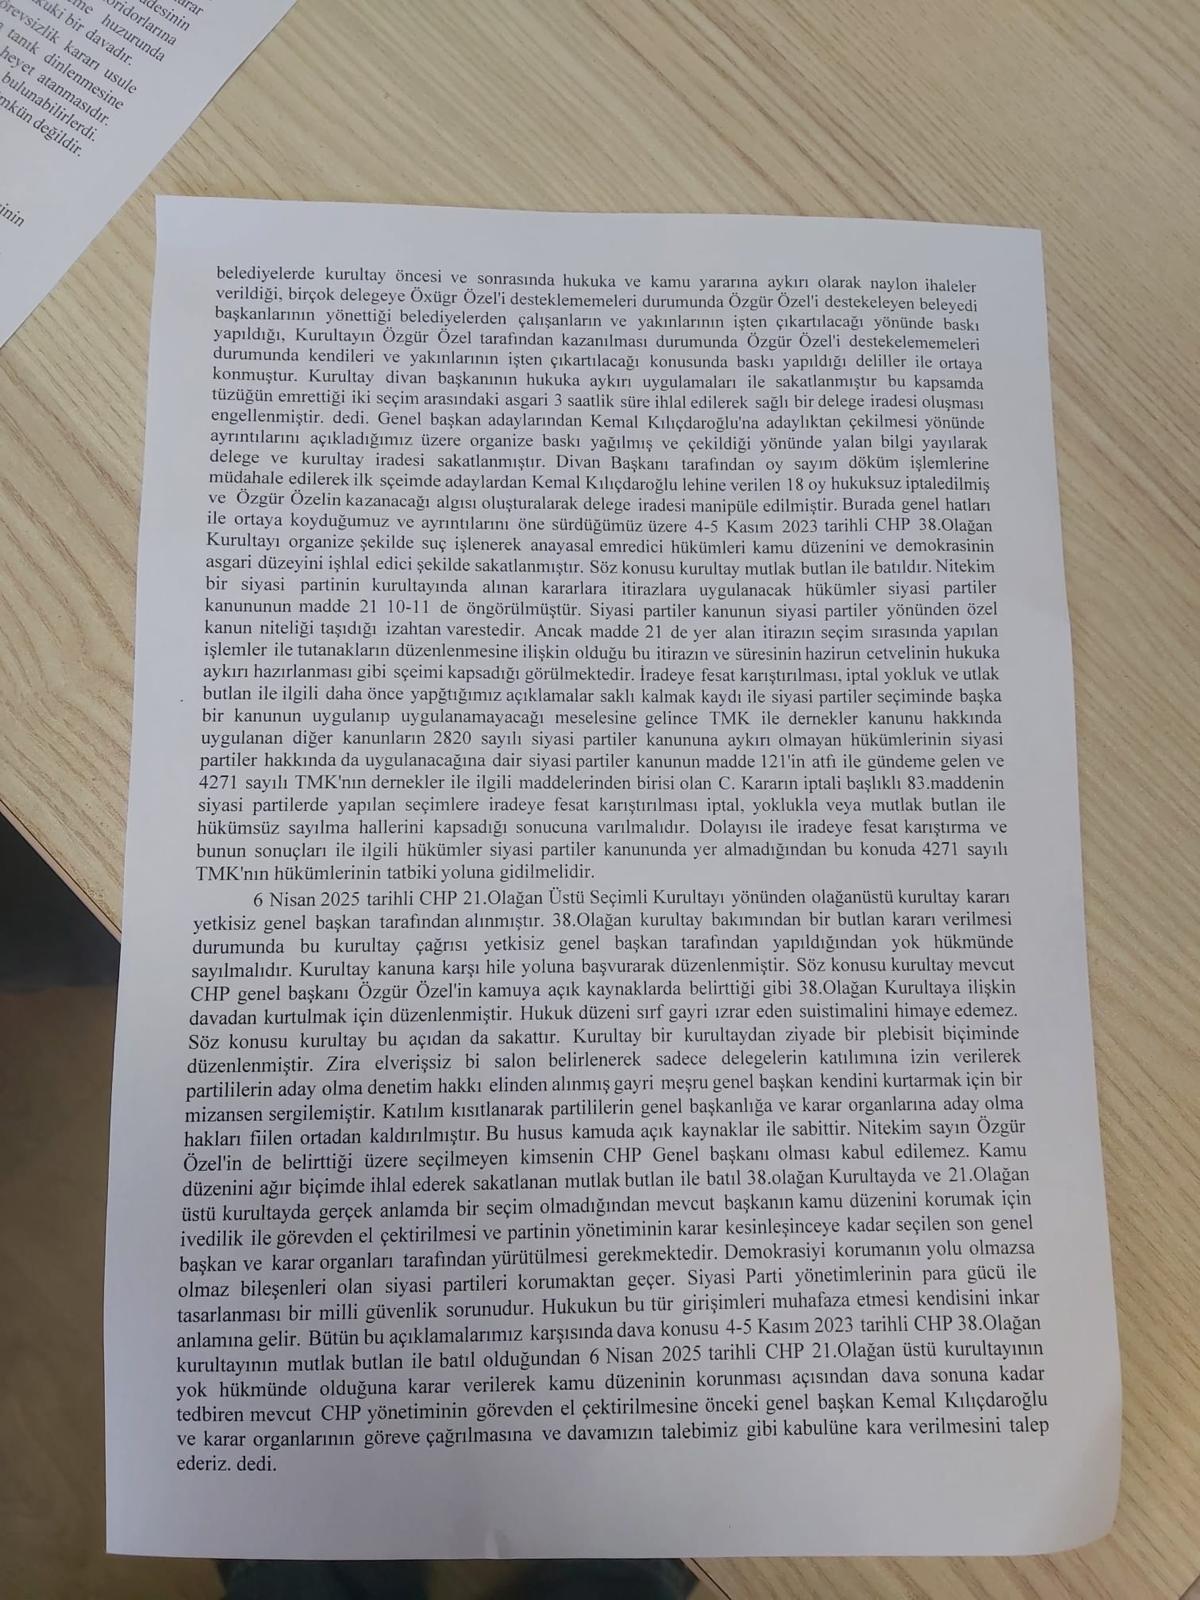 idesinin
oridorlarına
me huzurunda
kuki bir davadır.
örevsizlik kararı usule
tanık dinlenmesine
heyet atanmasıdır.
bulunabilirlerdi.
mkün değildir.
inin
belediyelerde kurultay öncesi ve sonrasında hukuka ve kamu yararına aykırı olarak naylon ihaleler
verildiği, birçok delegeye Öxügr Özel'i desteklememeleri durumunda Özgür Özel'i destekeleyen beleyedi
başkanlarının yönettiği belediyelerden çalışanların ve yakınlarının işten çıkartılacağı yönünde baskı
yapıldığı, Kurultayın Özgür Özel tarafından kazanılması durumunda Özgür Özel'i destekelememeleri
durumunda kendileri ve yakınlarının işten çıkartılacağı konusunda baskı yapıldığı deliller ile ortaya
konmuştur. Kurultay divan başkanının hukuka aykırı uygulamaları ile sakatlanmıştır bu kapsamda
tüzüğün emrettiği iki seçim arasındaki asgari 3 saatlik süre ihlal edilerek sağlı bir delege iradesi oluşması
engellenmiştir. dedi. Genel başkan adaylarından Kemal Kılıçdaroğlu'na adaylıktan çekilmesi yönünde
ayrıntılarını açıkladığımız üzere organize baskı yağılmış ve çekildiği yönünde yalan bilgi yayılarak
delege ve kurultay iradesi sakatlanmıştır. Divan Başkanı tarafından oy sayım döküm işlemlerine
müdahale edilerek ilk sçeimde adaylardan Kemal Kılıçdaroğlu lehine verilen 18 oy hukuksuz iptaledilmiş
ve Özgür Özelin kazanacağı algısı oluşturalarak delege iradesi manipüle edilmiştir. Burada genel hatları
ile ortaya koyduğumuz ve ayrıntılarını öne sürdüğümüz üzere 4-5 Kasım 2023 tarihli CHP 38.Olağan
Kurultayı organize şekilde suç işlenerek anayasal emredici hükümleri kamu düzenini ve demokrasinin
asgari düzeyini işhlal edici şekilde sakatlanmıştır. Söz konusu kurultay mutlak butlan ile batıldır. Nitekim
bir siyasi partinin kurultayında alınan kararlara itirazlara uygulanacak hükümler siyasi partiler
kanununun madde 21 10-11 de öngörülmüştür. Siyasi partiler kanunun siyasi partiler yönünden özel
kanun niteliği taşıdığı izahtan varestedir. Ancak madde 21 de yer alan itirazın seçim sırasında yapılan
işlemler ile tutanakların düzenlenmesine ilişkin olduğu bu itirazın ve süresinin hazirun cetvelinin hukuka
aykırı hazırlanması gibi sçeimi kapsadığı görülmektedir. İradeye fesat karıştırılması, iptal yokluk ve utlak
butlan ile ilgili daha önce yapğtığımız açıklamalar saklı kalmak kaydı ile siyasi partiler seçiminde başka
bir kanunun uygulanıp uygulanamayacağı meselesine gelince TMK ile dernekler kanunu hakkında
uygulanan diğer kanunların 2820 sayılı siyasi partiler kanununa aykırı olmayan hükümlerinin siyasi
partiler hakkında da uygulanacağına dair siyasi partiler kanunun madde 121'in atfı ile gündeme gelen ve
4271 sayılı TMK'nın dernekler ile ilgili maddelerinden birisi olan C. Kararın iptali başlıklı 83.maddenin
siyasi partilerde yapılan seçimlere iradeye fesat karıştırılması iptal, yoklukla veya mutlak butlan ile
hükümsüz sayılma hallerini kapsadığı sonucuna varılmalıdır. Dolayısı ile iradeye fesat karıştırma ve
bunun sonuçları ile ilgili hükümler siyasi partiler kanununda yer almadığından bu konuda 4271 sayılı
TMK'nın hükümlerinin tatbiki yoluna gidilmelidir.
6 Nisan 2025 tarihli CHP 21.Olağan Üstü Seçimli Kurultayı yönünden olağanüstü kurultay kararı
yetkisiz genel başkan tarafından alınmıştır. 38.Olağan kurultay bakımından bir butlan kararı verilmesi
durumunda bu kurultay çağrısı yetkisiz genel başkan tarafından yapıldığından yok hükmünde
sayılmalıdır. Kurultay kanuna karşı hile yoluna başvurarak düzenlenmiştir. Söz konusu kurultay mevcut
CHP genel başkanı Özgür Özel'in kamuya açık kaynaklarda belirttiği gibi 38.Olağan Kurultaya ilişkin
davadan kurtulmak için düzenlenmiştir. Hukuk düzeni sırf gayri ızrar eden suistimalini himaye edemez.
Söz konusu kurultay bu açıdan da sakattır. Kurultay bir kurultaydan ziyade bir plebisit biçiminde
düzenlenmiştir. Zira elverişsiz bi salon belirlenerek sadece delegelerin katılımına izin verilerek
partililerin aday olma denetim hakkı elinden alınmış gayri meşru genel başkan kendini kurtarmak için bir
mizansen sergilemiştir. Katılım kısıtlanarak partililerin genel başkanlığa ve karar organlarına aday olma
hakları fiilen ortadan kaldırılmıştır. Bu husus kamuda açık kaynaklar ile sabittir. Nitekim sayın Özgür
Özel'in de belirttiği üzere seçilmeyen kimsenin CHP Genel başkanı olması kabul edilemez. Kamu
düzenini ağır biçimde ihlal ederek sakatlanan mutlak butlan ile batıl 38.olağan Kurultayda ve 21.Olağan
üstü kurultayda gerçek anlamda bir seçim olmadığından mevcut başkanın kamu düzenini korumak için
ivedilik ile görevden el çektirilmesi ve partinin yönetiminin karar kesinleşinceye kadar seçilen son genel
başkan ve karar organları tarafından yürütülmesi gerekmektedir. Demokrasiyi korumanın yolu olmazsa
olmaz bileşenleri olan siyasi partileri korumaktan geçer. Siyasi Parti yönetimlerinin para gücü ile
tasarlanması bir milli güvenlik sorunudur. Hukukun bu tür girişimleri muhafaza etmesi kendisini inkar
anlamına gelir. Bütün bu açıklamalarımız karşısında dava konusu 4-5 Kasım 2023 tarihli CHP 38.Olağan
kurultayının mutlak butlan ile batıl olduğundan 6 Nisan 2025 tarihli CHP 21.Olağan üstü kurultayının
yok hükmünde olduğuna karar verilerek kamu düzeninin korunması açısından dava sonuna kadar
tedbiren mevcut CHP yönetiminin görevden el çektirilmesine önceki genel başkan Kemal Kılıçdaroğlu
ve karar organlarının göreve çağrılmasına ve davamızın talebimiz gibi kabulüne kara verilmesini talep
ederiz. dedi.